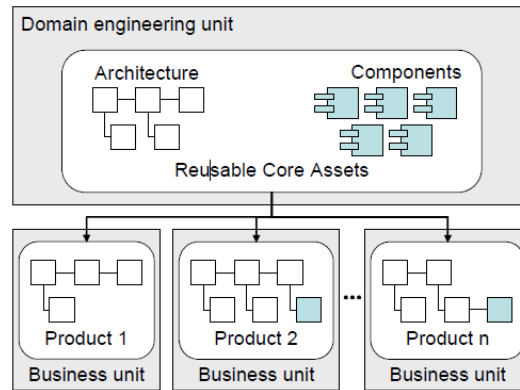 Domain engineering unit
Architecture
Components
Reusable Core Assets
...
Product 1
Product 2
Product n
Business unit
Business unit
Business unit